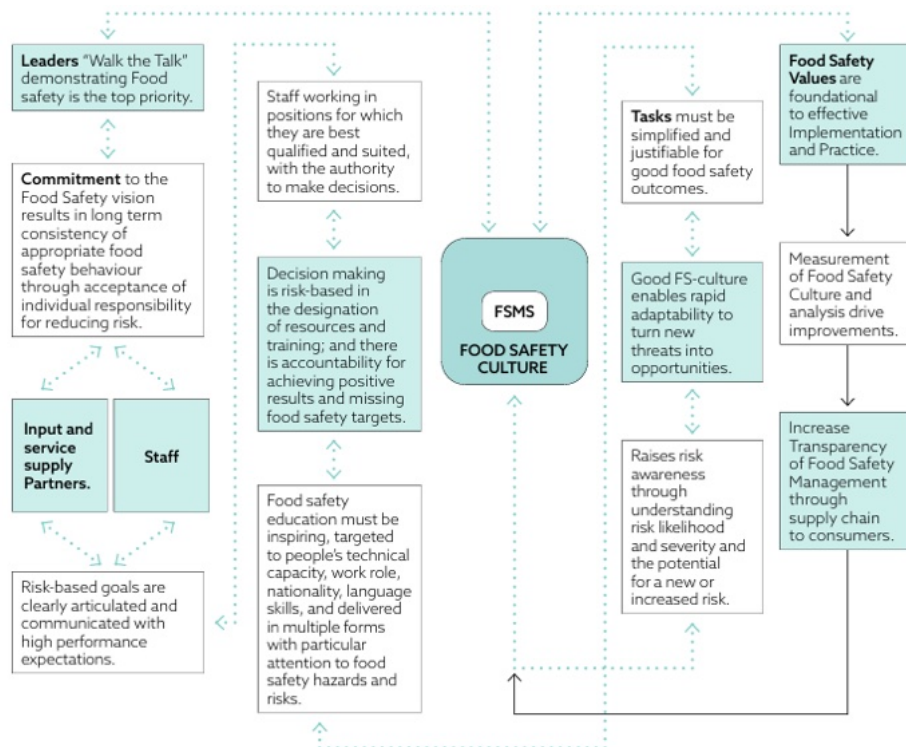 Leaders “Walk the Talk”
demonstrating Food
safety is the top priority.
Commitment to the
Food Safety vision
results in long term
consistency of
appropriate food
safety behaviour
through acceptance of
individual responsibility
for reducing risk.
Input and
service
supply
Partners.
Staff
Risk-based goals are
clearly articulated and
communicated with
high performance
expectations.
Staff working in
positions for which
they are best
qualified and suited,
with the authority
to make decisions.
Decision making
is risk-based in
the designation
of resources and
training; and there
is accountability for
achieving positive
results and missing
food safety targets.
Food safety
education must be
inspiring, targeted
to people’s technical
capacity, work role,
nationality, language
skills, and delivered
in multiple forms
with particular
attention to food
safety hazards and
risks.
FSMS
FOOD SAFETY
CULTURE
Tasks must be
simplified and
justifiable for
good food safety
outcomes.
Good FS-culture
enables rapid
adaptability to
turn new
threats into
opportunities.
Raises risk
awareness
through
understanding
risk likelihood
and severity and
the potential
for a new or
increased risk.
Food Safety
Values are
foundational
to effective
Implementation
and Practice.
Measurement
of Food Safety
Culture and
analysis drive
improvements.
Increase
Transparency
of Food Safety
Management
through
supply chain
to consumers.